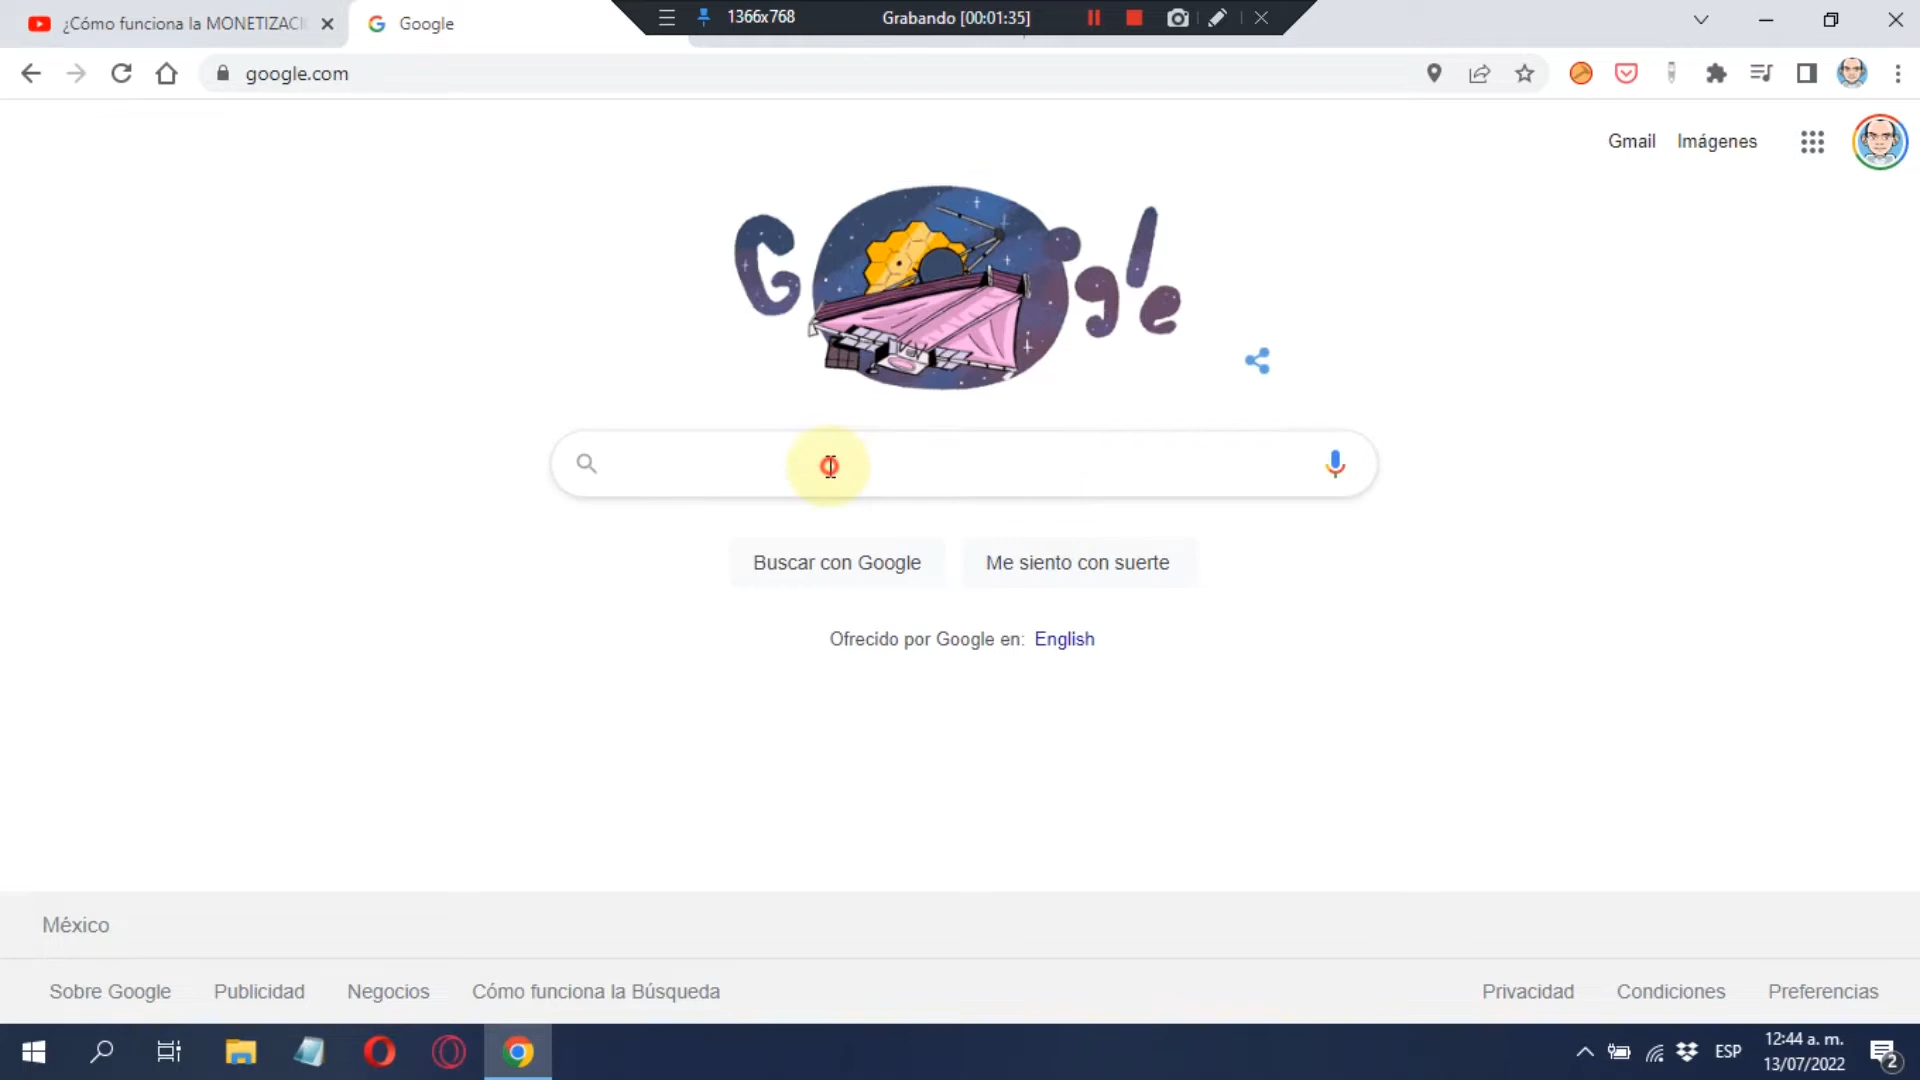 ¿Cómo funciona la MONETIZACI
Google
1366x768
Grabando [00:01:35]
google.com
Gmail
Imágenes
Google
Buscar con Google
Me siento con suerte
Ofrecido por Google en: English
México
Sobre Google
Publicidad
Negocios
Cómo funciona la Búsqueda
Privacidad
Condiciones
Preferencias
ESP
12:44 a. m.
13/07/2022
2